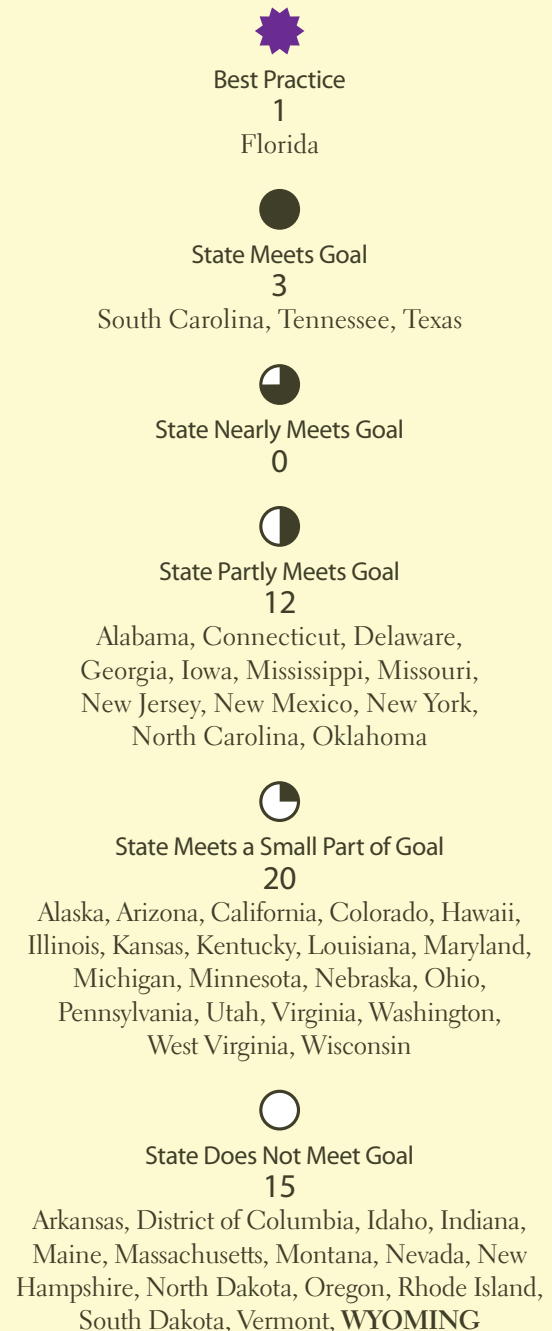 Best Practice
1
Florida
State Meets Goal
3
South Carolina, Tennessee, Texas
State Nearly Meets Goal
0
State Partly Meets Goal
12
Alabama, Connecticut, Delaware,
Georgia, Iowa, Mississippi, Missouri,
New Jersey, New Mexico, New York,
North Carolina, Oklahoma
State Meets a Small Part of Goal
20
Alaska, Arizona, California, Colorado, Hawaii,
Illinois, Kansas, Kentucky, Louisiana, Maryland,
Michigan, Minnesota, Nebraska, Ohio,
Pennsylvania, Utah, Virginia, Washington,
West Virginia, Wisconsin
State Does Not Meet Goal
15
Arkansas, District of Columbia, Idaho, Indiana,
Maine, Massachusetts, Montana, Nevada, New
Hampshire, North Dakota, Oregon, Rhode Island,
South Dakota, Vermont, WYOMING